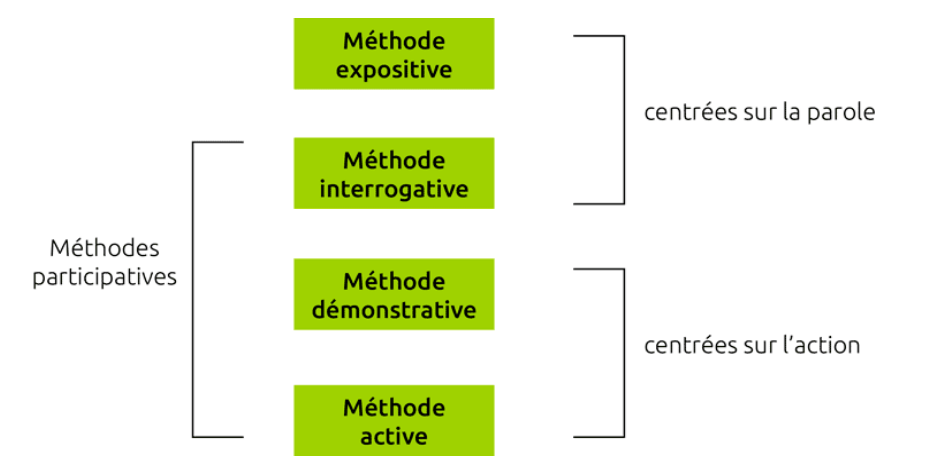 Méthode
expositive
centrées sur la parole
Méthode
interrogative
Méthodes
participatives
Méthode
démonstrative
centrées sur l’action
Méthode
active